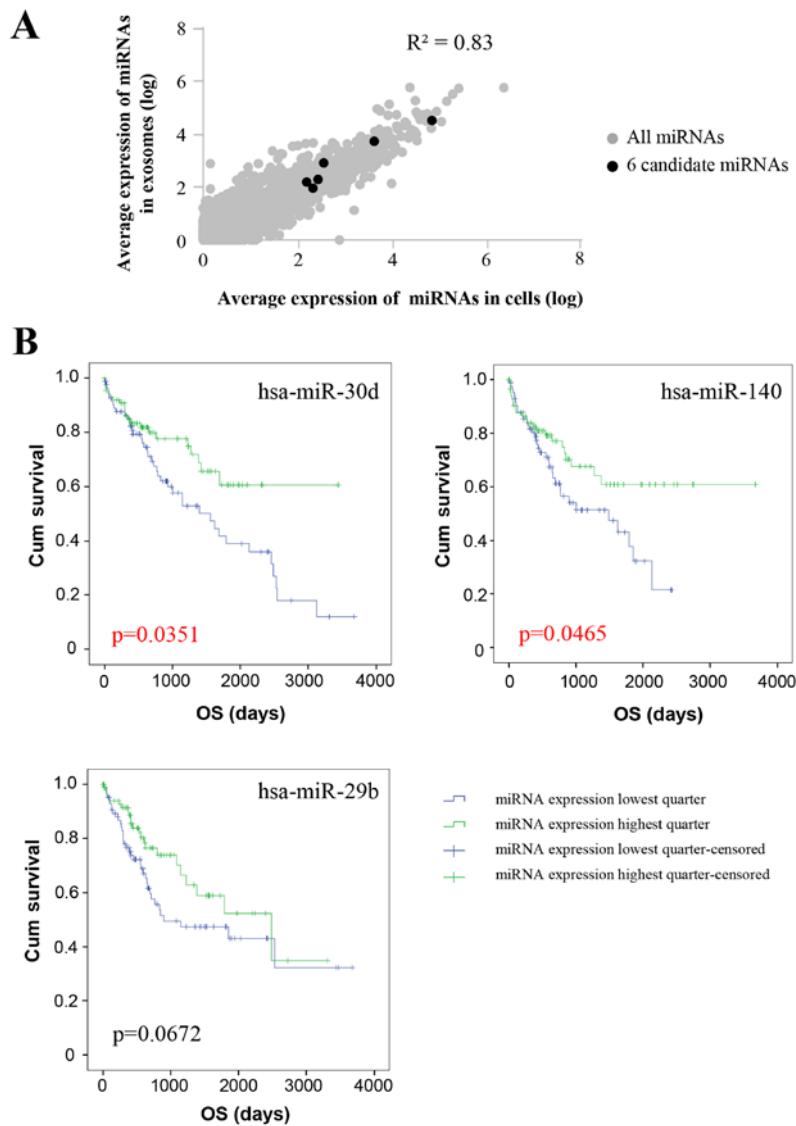 A
R² = 0.83
Average expression of miRNAs
in exosomes (log)
8
6
4
2
0
0
2
4
6
8
Average expression of miRNAs in cells (log)
All miRNAs
6 candidate miRNAs
B
hsa-miR-30d
Cum survival
1.0
0.8
0.6
0.4
0.2
0
p=0.0351
0
1000
2000
3000
4000
OS (days)
hsa-miR-140
Cum survival
1.0
0.8
0.6
0.4
0.2
0
p=0.0465
0
1000
2000
3000
4000
OS (days)
hsa-miR-29b
Cum survival
1.0
0.8
0.6
0.4
0.2
0
p=0.0672
0
1000
2000
3000
4000
OS (days)
miRNA expression lowest quarter
miRNA expression highest quarter
miRNA expression lowest quarter-censored
miRNA expression highest quarter-censored